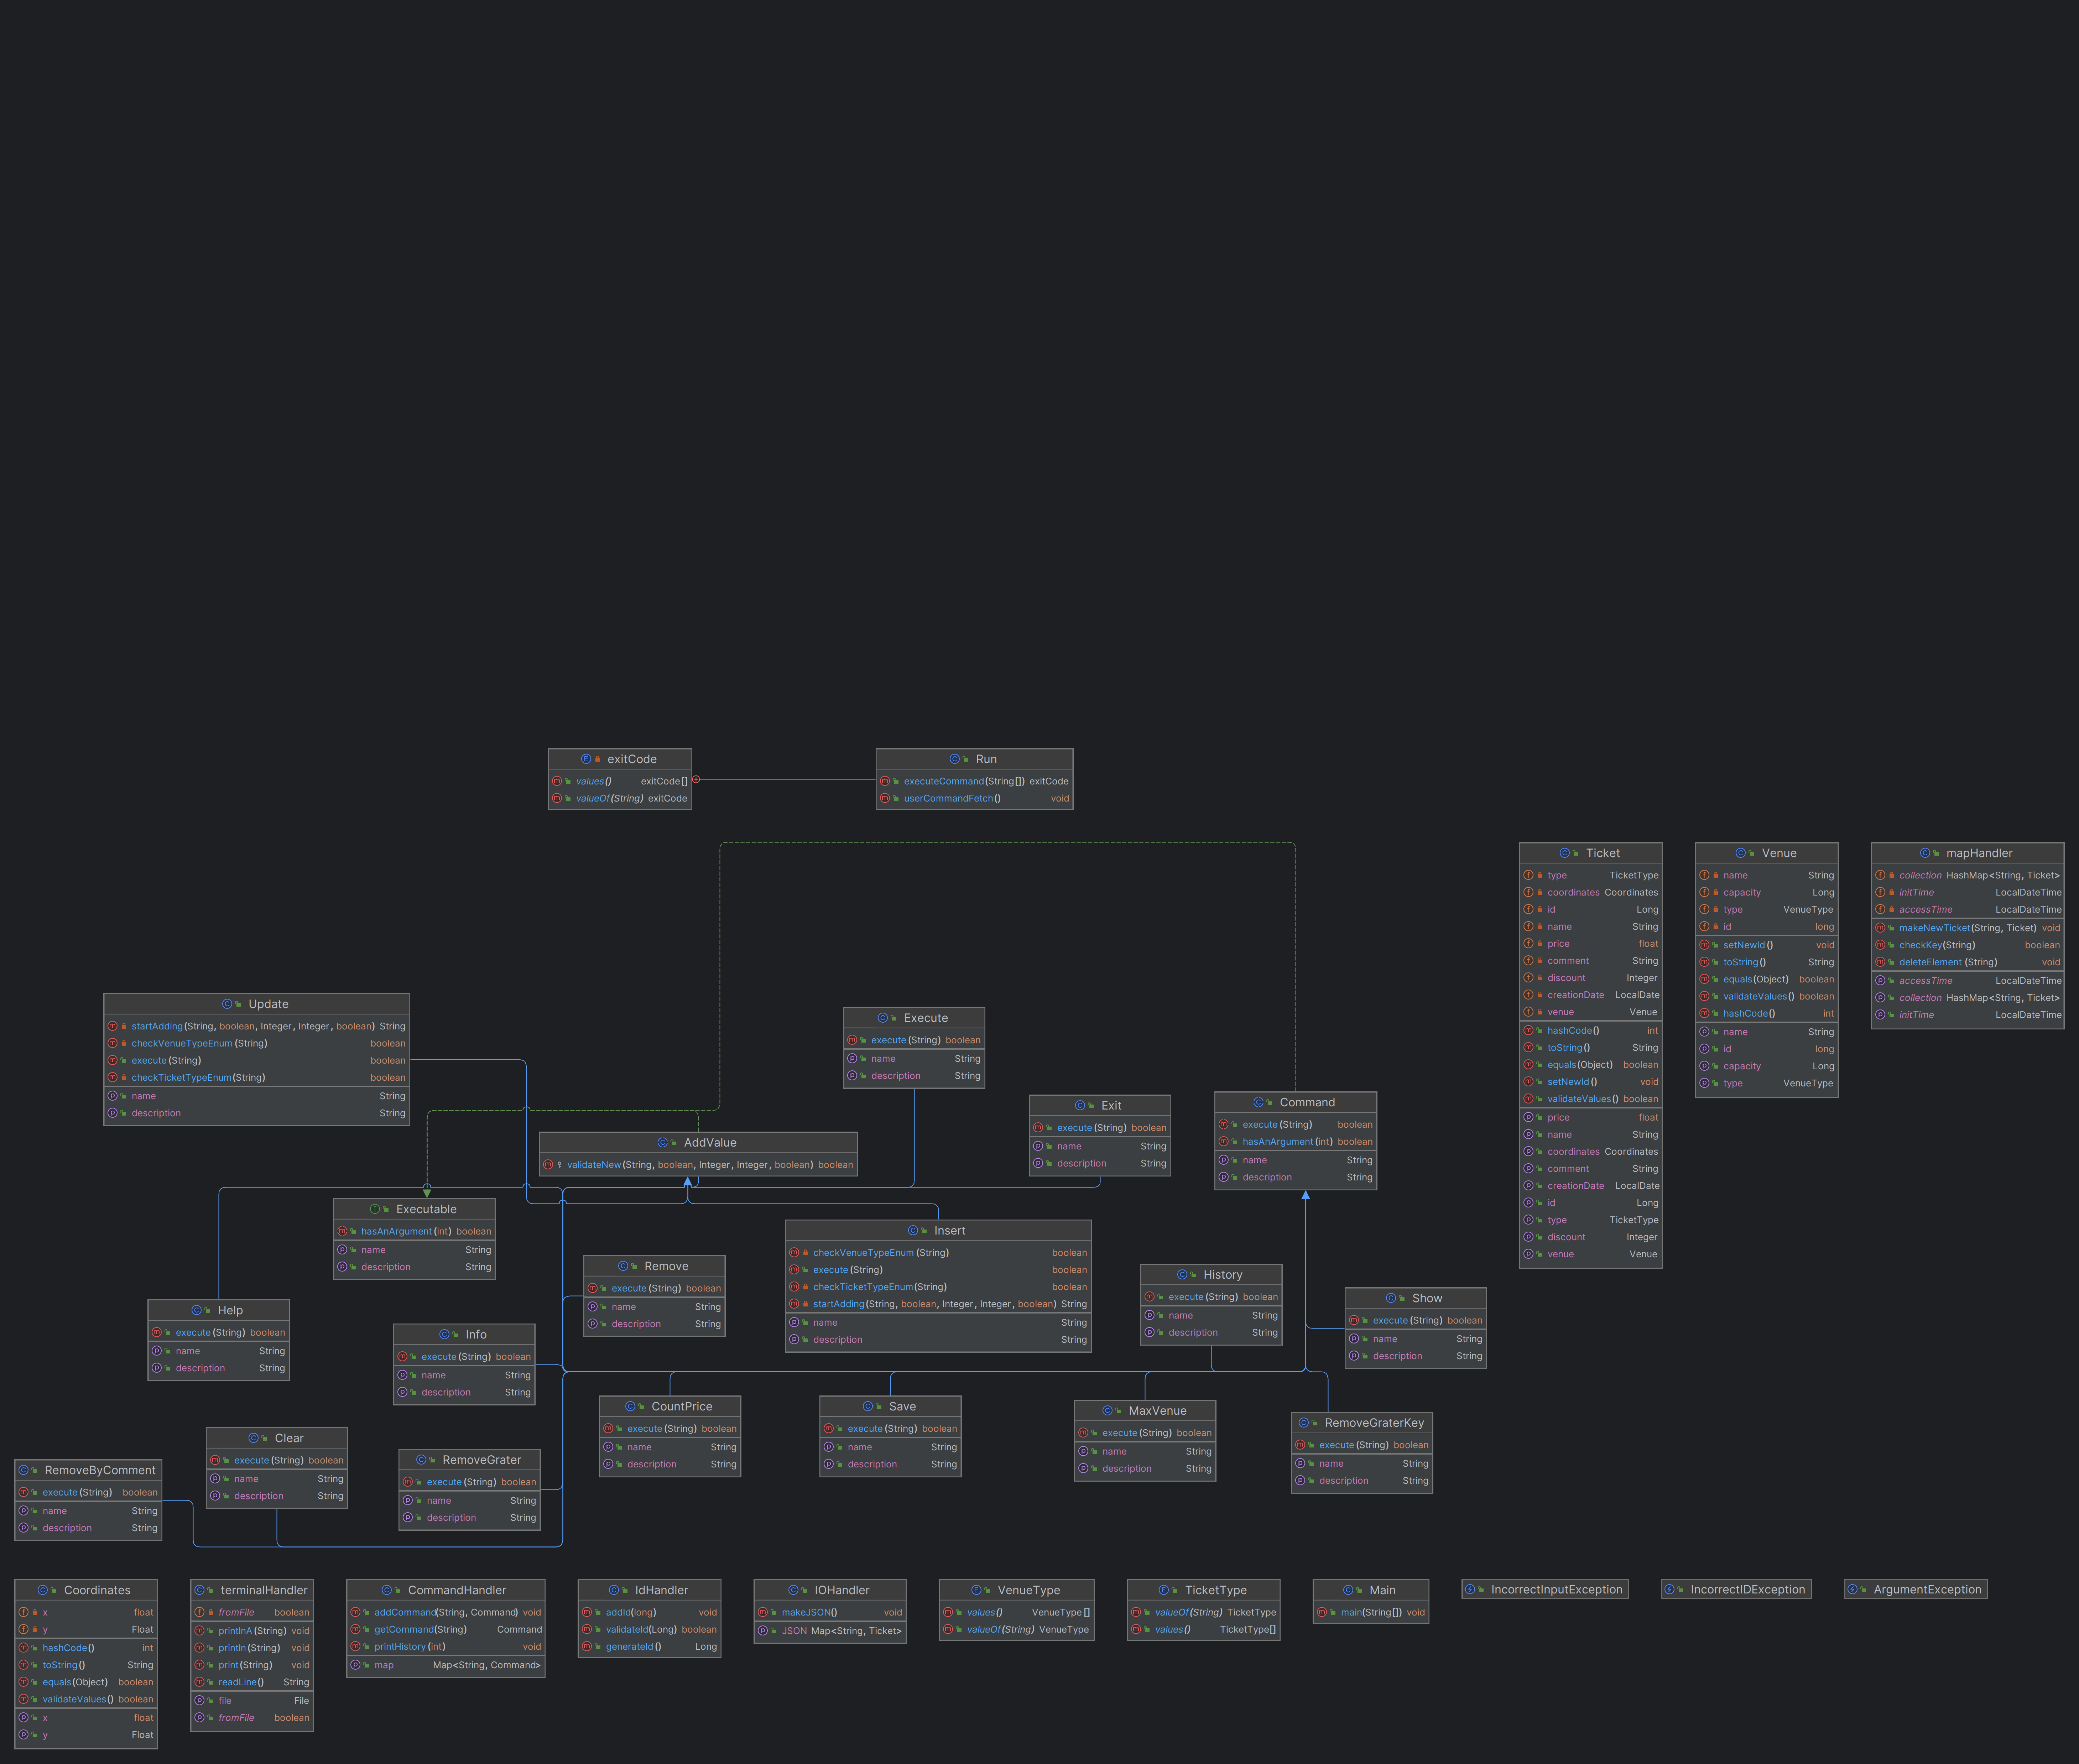 exitCode
values() exitCode[]
valueOf(String) exitCode
Run
executeCommand(String[]) exitCode
userCommandFetch() void
Ticket
type TicketType
coordinates Coordinates
id Long
name String
price float
comment String
discount Integer
creationDate LocalDate
venue Venue
hashCode() int
toString() String
equals(Object) boolean
setNewId() void
validateValues() boolean
price float
name String
coordinates Coordinates
comment String
creationDate LocalDate
id Long
type TicketType
discount Integer
venue Venue
Venue
name String
capacity Long
type VenueType
id long
setNewId() void
toString() String
equals(Object) boolean
validateValues() boolean
hashCode() int
name String
id long
capacity Long
type VenueType
mapHandler
collection HashMap<String, Ticket>
initTime LocalDateTime
accessTime LocalDateTime
makeNewTicket(String, Ticket) void
checkKey(String) boolean
deleteElement (String) void
accessTime LocalDateTime
collection HashMap<String, Ticket>
initTime LocalDateTime
Update
startAdding(String, boolean, Integer, Integer, boolean) String
checkVenueTypeEnum (String) boolean
execute (String) boolean
checkTicketTypeEnum(String) boolean
name String
description String
Execute
execute(String) boolean
name String
description String
Exit
execute(String) boolean
name String
description String
Command
execute(String) boolean
hasAnArgument(int) boolean
name String
description String
AddValue
validateNew(String, boolean, Integer, Integer, boolean) boolean
Executable
hasAnArgument(int) boolean
name String
description String
Insert
checkVenueTypeEnum (String) boolean
execute(String) boolean
checkTicketTypeEnum(String) boolean
startAdding(String, boolean, Integer, Integer, boolean) String
name String
description String
Remove
execute(String) boolean
name String
description String
History
execute(String) boolean
name String
description String
Show
execute(String) boolean
name String
description String
Help
execute(String) boolean
name String
description String
Info
execute(String) boolean
name String
description String
CountPrice
execute(String) boolean
name String
description String
Save
execute(String) boolean
name String
description String
MaxVenue
execute(String) boolean
name String
description String
RemoveGraterKey
execute(String) boolean
name String
description String
Clear
execute(String) boolean
name String
description String
RemoveGrater
execute(String) boolean
name String
description String
RemoveByComment
execute(String) boolean
name String
description String
Coordinates
x float
y Float
hashCode() int
toString() String
equals(Object) boolean
validateValues() boolean
x float
y Float
terminalHandler
fromFile boolean
printlnA(String) void
println(String) void
print(String) void
readLine() String
file File
fromFile boolean
CommandHandler
addCommand(String, Command) void
getCommand(String) Command
printHistory(int) void
map Map<String, Command>
IdHandler
addId(long) void
validateId(Long) boolean
generateId() Long
IOHandler
makeJSON() void
JSON Map<String, Ticket>
VenueType
values() VenueType[]
valueOf(String) VenueType
TicketType
valueOf(String) TicketType
values() TicketType[]
Main
main(String[]) void
IncorrectInputException
IncorrectIDException
ArgumentException